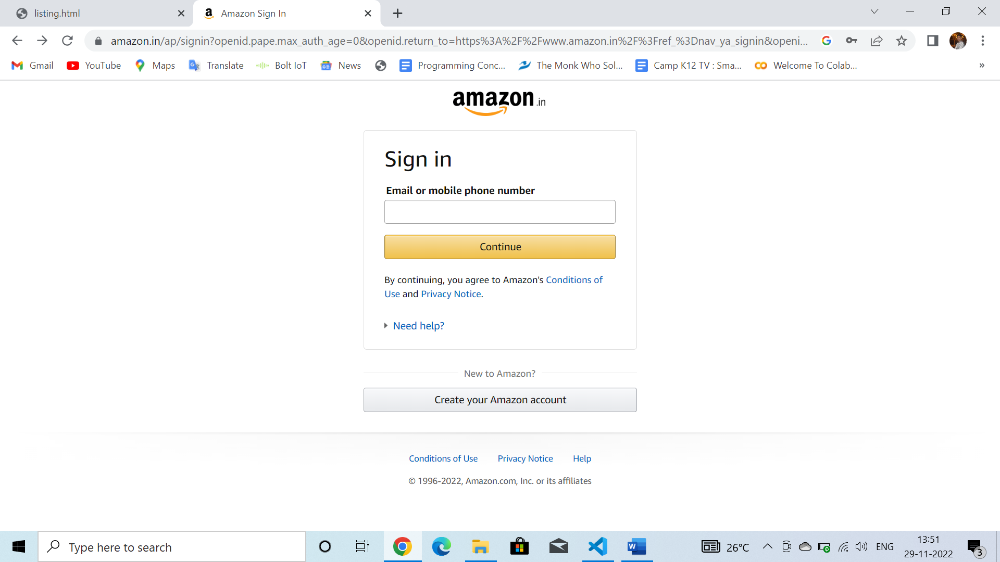 listing.html
Amazon Sign In
amazon.in/ap/signin?openid.pape.max_auth_age=0&openid.return_to=https%3A%2F%2Fwww.amazon.in%2F%3Fref_%3Dnav_ya_signin&openi...
Gmail YouTube Maps Translate Bolt IoT News Programming Conc... The Monk Who Sol... Camp K12 TV : Sma... Welcome To Colab... »
amazon.in
Sign in
Email or mobile phone number
Continue
By continuing, you agree to Amazon's Conditions of
Use and Privacy Notice.
Need help?
New to Amazon?
Create your Amazon account
Conditions of Use Privacy Notice Help
© 1996-2022, Amazon.com, Inc. or its affiliates
Type here to search
26°C
ENG
13:51
29-11-2022
3